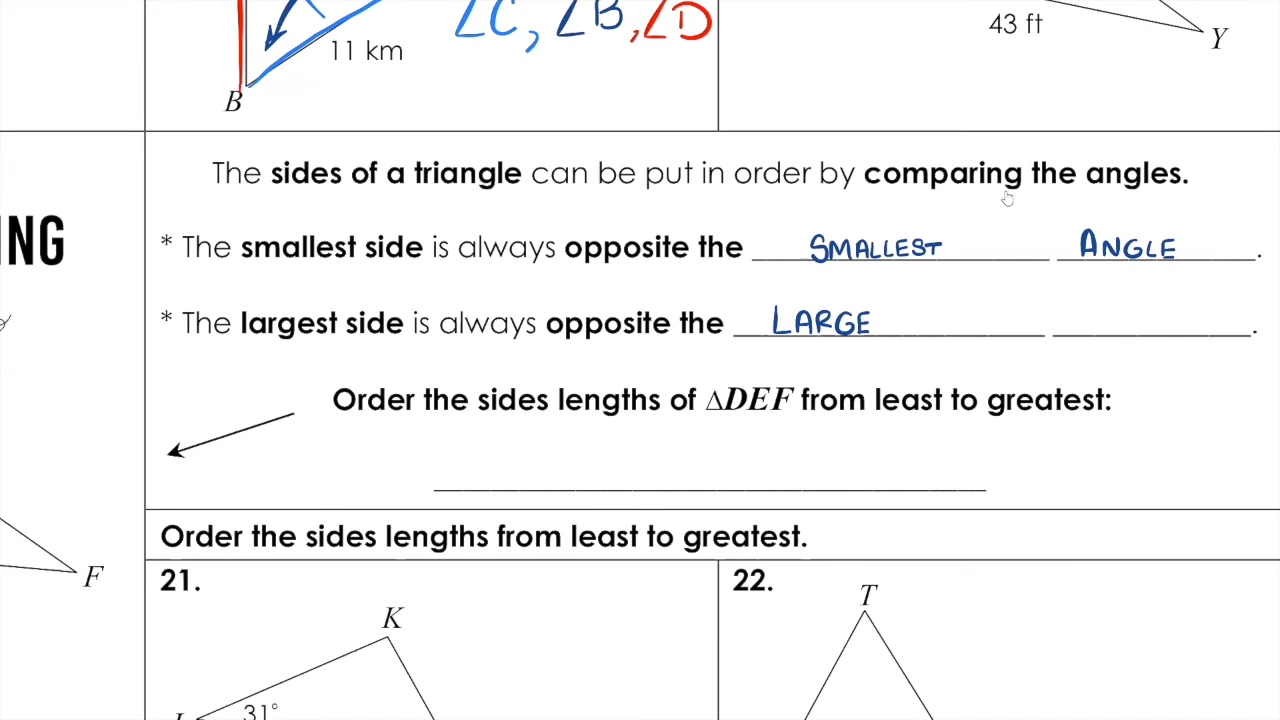 ∠C, ∠B, ∠D
11 km
B
43 ft
Y
The sides of a triangle can be put in order by comparing the angles.
ING
* The smallest side is always opposite the SMALLEST ANGLE.
* The largest side is always opposite the LARGE
Order the sides lengths of ∆DEF from least to greatest:
F
Order the sides lengths from least to greatest.
21.
K
31°
22.
T